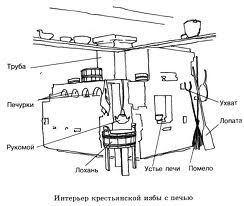 Труба
Печурки
Ухват
Лопата
Рукомой
Лохань
Устье печи
Помело
Интерьер крестьянской избы с печью